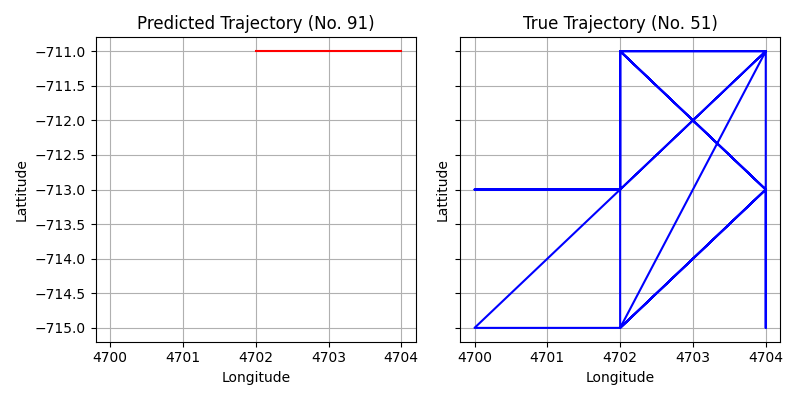 Predicted Trajectory (No. 91)
−711.0
−711.5
−712.0
−712.5
−713.0
−713.5
−714.0
−714.5
−715.0
Lattitude
4700 4701 4702 4703 4704
Longitude
True Trajectory (No. 51)
Lattitude
4700 4701 4702 4703 4704
Longitude